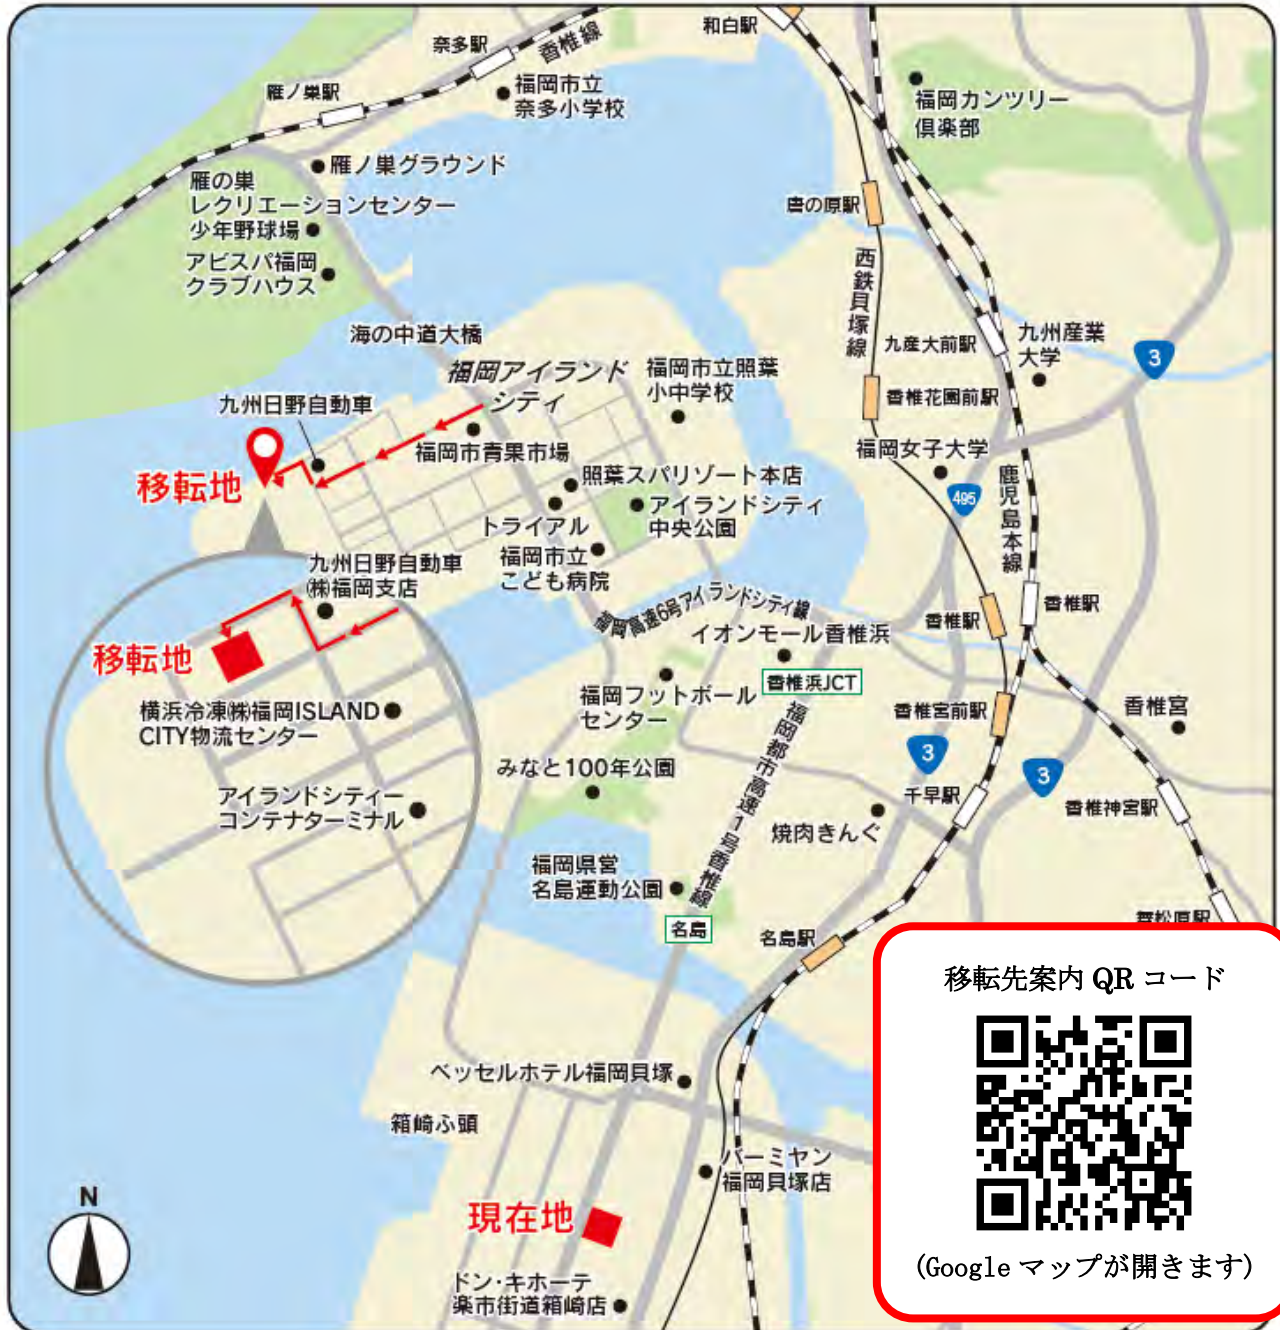 和白駅
奈多駅
香椎線
福岡市立
奈多小学校
雁ノ巣駅
福岡カンツリー
倶楽部
雁ノ巣グラウンド
雁の巣
レクリエーションセンター
少年野球場
唐の原駅
アビスパ福岡
クラブハウス
西鉄貝塚線
海の中道大橋
九産大前駅
九州産業
大学
3
福岡アイランド
シティ
福岡市立照葉
小中学校
九州日野自動車
香椎花園前駅
福岡市青果市場
福岡女子大学
移転地
照葉スパリゾート本店
495
鹿児島本線
アイランドシティ
中央公園
トライアル
福岡市立
こども病院
九州日野自動車
㈱福岡支店
福岡高速6号アイランドシティ線
香椎駅
香椎駅
イオンモール香椎浜
移転地
香椎浜JCT
福岡フットボール
センター
横浜冷凍㈱福岡ISLAND
CITY物流センター
福岡都市高速1号香椎線
香椎宮前駅
香椎宮
3
3
みなと100年公園
アイランドシティー
コンテナターミナル
千早駅
香椎神宮駅
焼肉きんぐ
福岡県営
名島運動公園
名島
名島駅
舞松原駅
移転先案内 QR コード
(Google マップが開きます)
ベッセルホテル福岡貝塚
箱崎ふ頭
バーミヤン
福岡貝塚店
N
現在地
ドン・キホーテ
楽市街道箱崎店